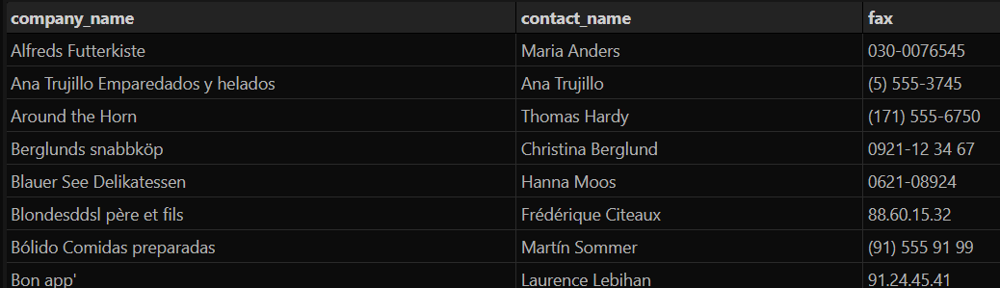 company_name contact_name fax
Alfreds Futterkiste Maria Anders 030-0076545
Ana Trujillo Emparedados y helados Ana Trujillo (5) 555-3745
Around the Horn Thomas Hardy (171) 555-6750
Berglunds snabbköp Christina Berglund 0921-12 34 67
Blauer See Delikatessen Hanna Moos 0621-08924
Blondesddsl père et fils Frédérique Citeaux 88.60.15.32
Bólido Comidas preparadas Martín Sommer (91) 555 91 99
Bon app' Laurence Lebihan 91.24.45.41